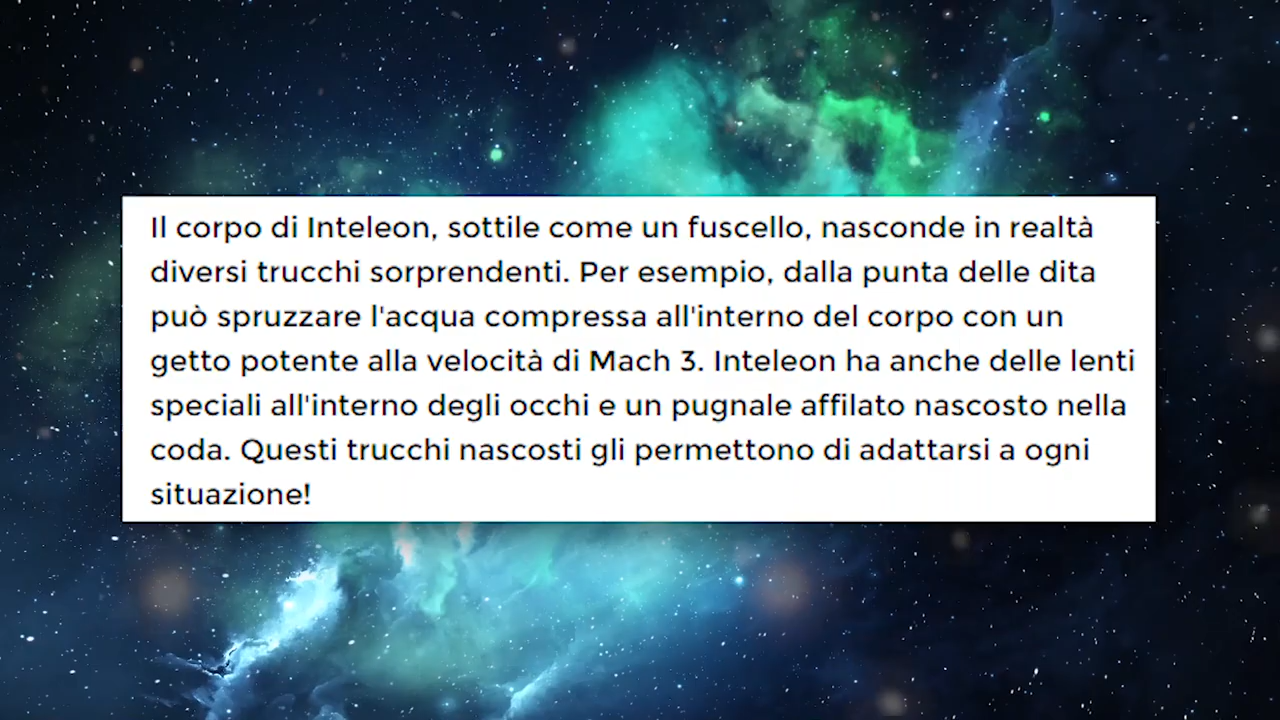 Il corpo di Inteleon, sottile come un fuscello, nasconde in realtà
diversi trucchi sorprendenti. Per esempio, dalla punta delle dita
può spruzzare l'acqua compressa all'interno del corpo con un
getto potente alla velocità di Mach 3. Inteleon ha anche delle lenti
speciali all'interno degli occhi e un pugnale affilato nascosto nella
coda. Questi trucchi nascosti gli permettono di adattarsi a ogni
situazione!